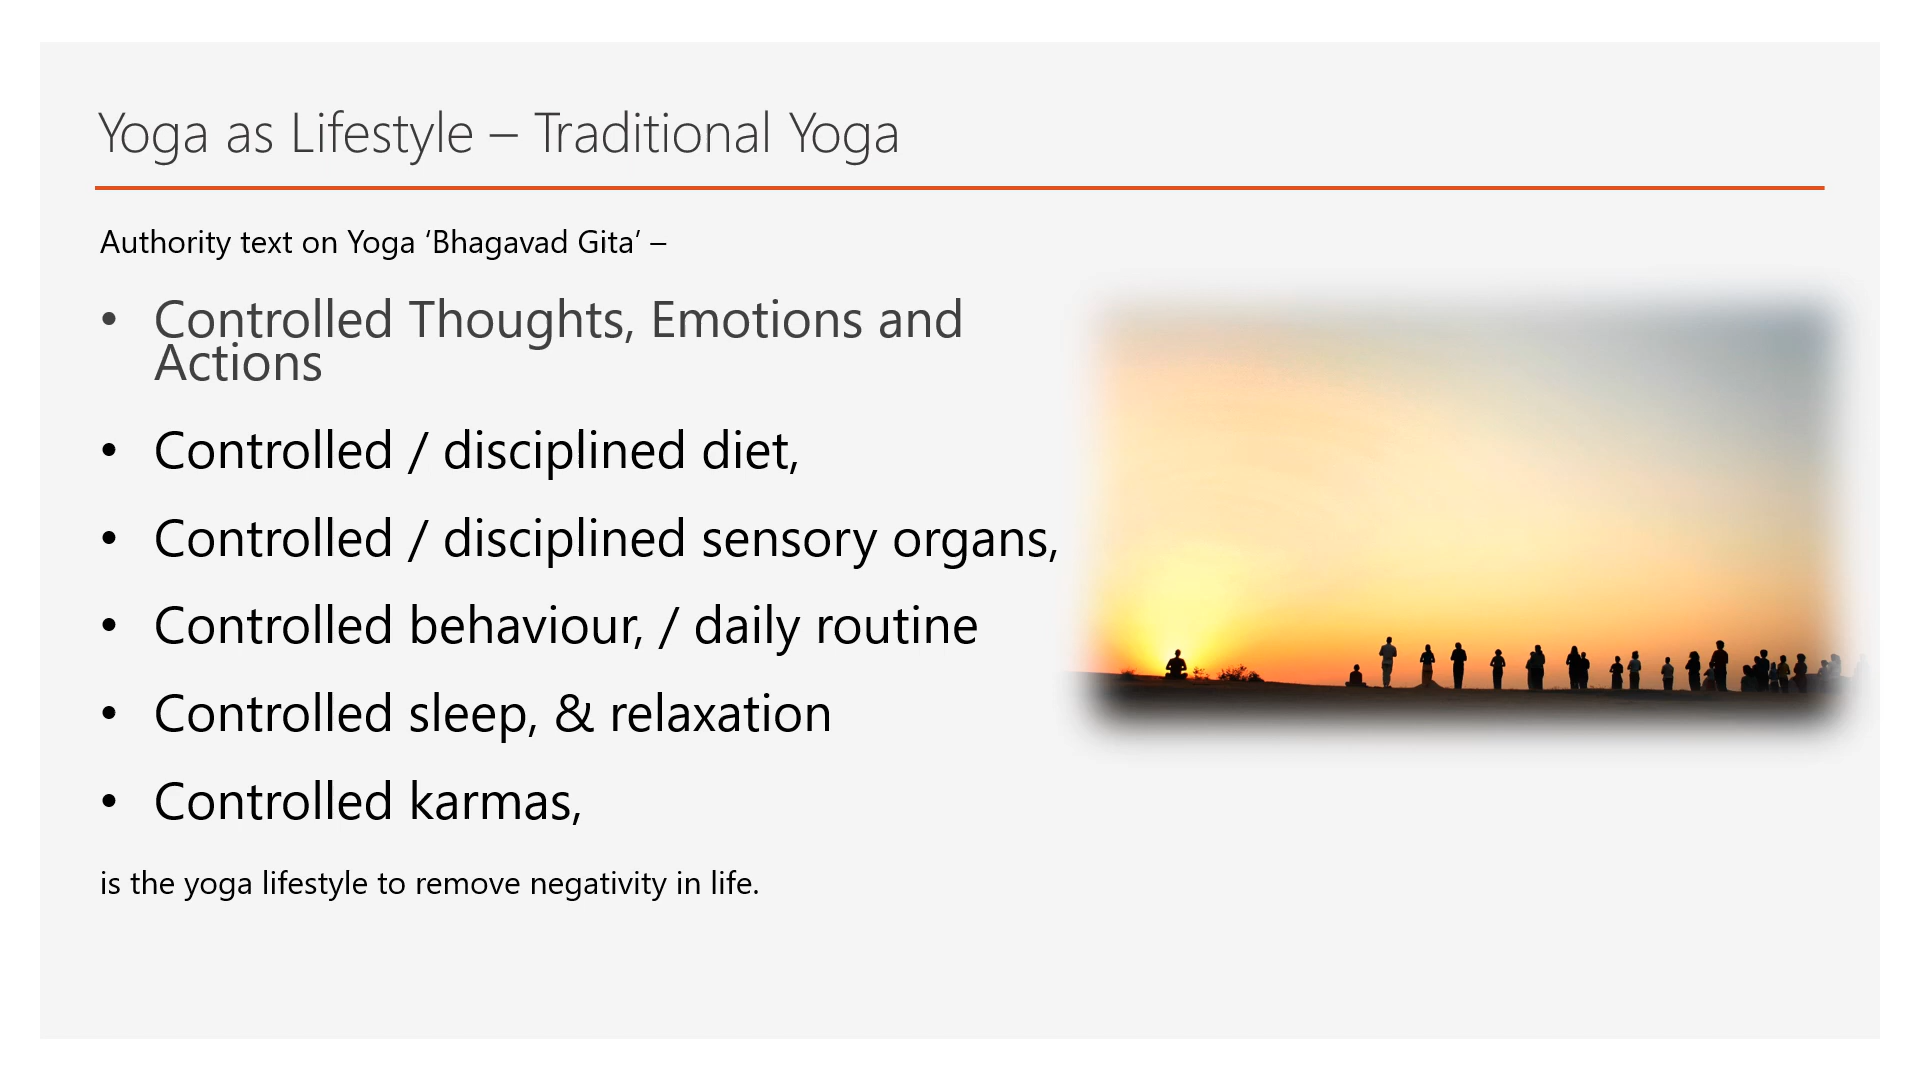 Yoga as Lifestyle – Traditional Yoga
Authority text on Yoga ‘Bhagavad Gita’ –
• Controlled Thoughts, Emotions and
Actions
• Controlled / disciplined diet,
• Controlled / disciplined sensory organs,
• Controlled behaviour, / daily routine
• Controlled sleep, & relaxation
• Controlled karmas,
is the yoga lifestyle to remove negativity in life.